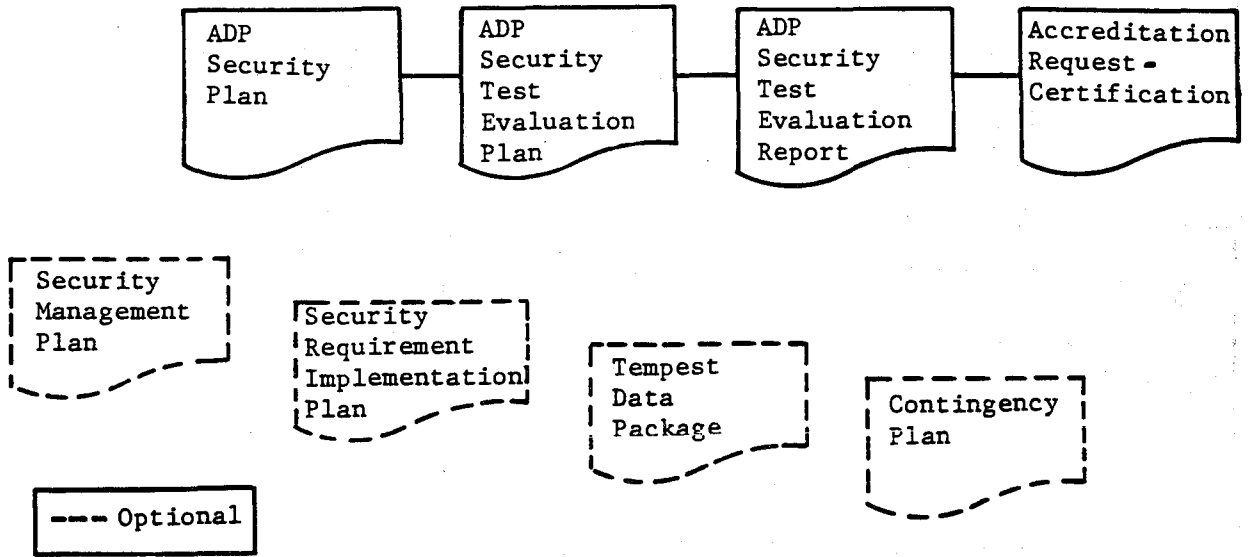 ADP
Security
Plan
ADP
Security
Test
Evaluation
Plan
ADP
Security
Test
Evaluation
Report
Accreditation
Request-
Certification
Security
Management
Plan
Security
Requirement
Implementation
Plan
Tempest
Data
Package
Contingency
Plan
--- Optional